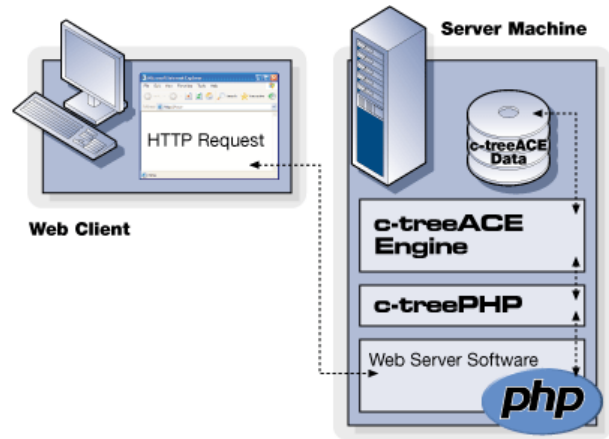 Server Machine
HTTP Request
c-treeACE
Data
Web Client
c-treeACE
Engine
c-treePHP
Web Server Software
php